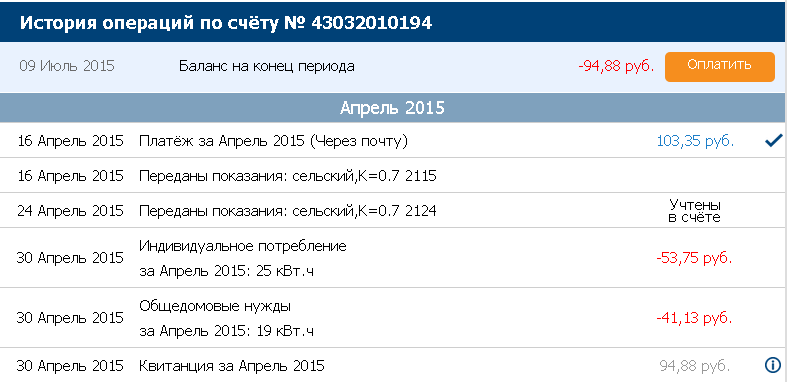 История операций по счёту № 43032010194
09 Июль 2015 Баланс на конец периода -94,88 руб. Оплатить
Апрель 2015
16 Апрель 2015 Платёж за Апрель 2015 (Через почту) 103,35 руб.
16 Апрель 2015 Переданы показания: сельский,К=0.7 2115
24 Апрель 2015 Переданы показания: сельский,К=0.7 2124 Учтены
в счёте
30 Апрель 2015 Индивидуальное потребление
за Апрель 2015: 25 кВт.ч -53,75 руб.
30 Апрель 2015 Общедомовые нужды
за Апрель 2015: 19 кВт.ч -41,13 руб.
30 Апрель 2015 Квитанция за Апрель 2015 94,88 руб.